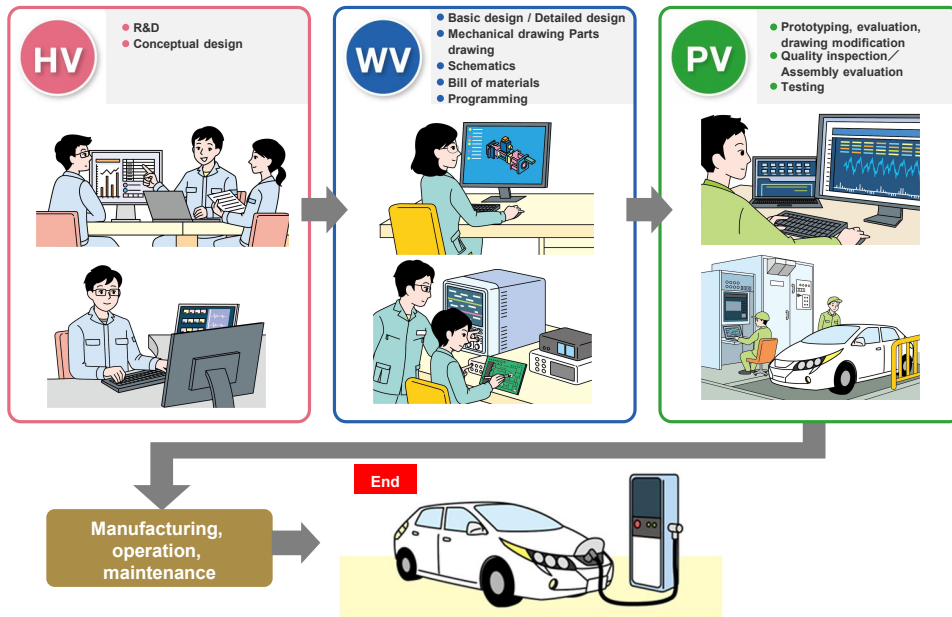 HV
R&D
Conceptual design
WV
Basic design / Detailed design
Mechanical drawing Parts
drawing
Schematics
Bill of materials
Programming
PV
Prototyping, evaluation,
drawing modification
Quality inspection／
Assembly evaluation
Testing
End
Manufacturing,
operation,
maintenance